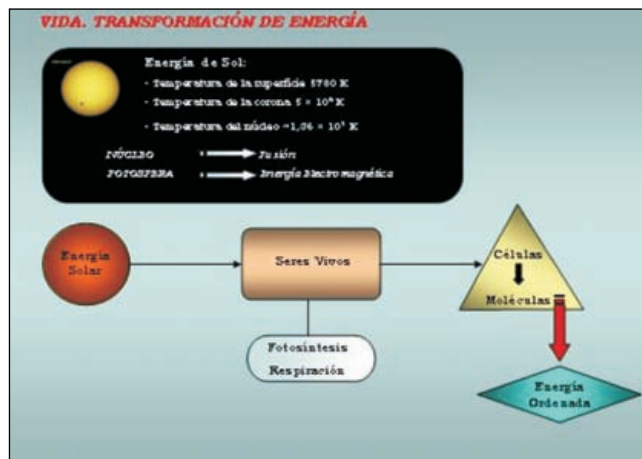 VIDA. TRANSFORMACIÓN DE ENERGÍA
Energía de Sol:
- Temperatura de la superficie 5780 K
- Temperatura de la corona 5 × 10⁶ K
- Temperatura del núcleo ~1,36 × 10⁷ K
NÚCLEO Fusión
FOTOSFERA Energía Electromagnética
Energía
Solar
Seres Vivos
Células
Moléculas
Fotosíntesis
Respiración
Energía
Ordenada